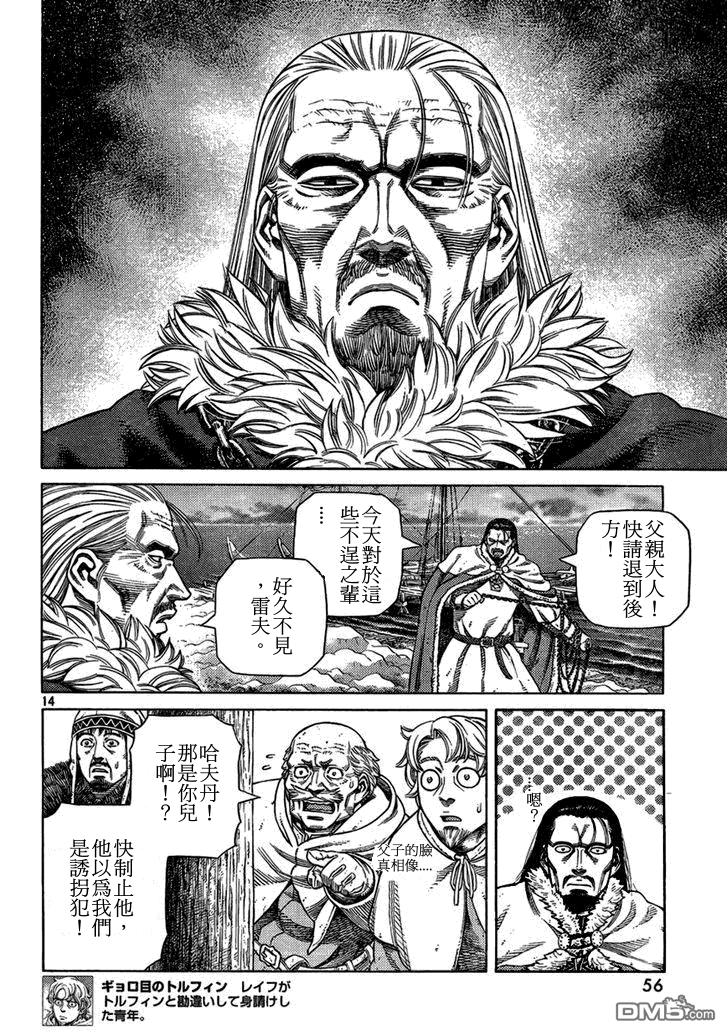 父親大人！
快請退到後
方！
今天對於這
些不逞之輩
⋯⋯
好久不見
，雷夫。
14
⋯嗯？
父子的臉
真相像....
哈夫丹！
那是你兒
子啊！？
快制止他，
他以爲我們
是誘拐犯！
ギョロ目のトルフィン　レイフが
トルフィンと勘違いして身請けし
た青年。
56
DM5.com